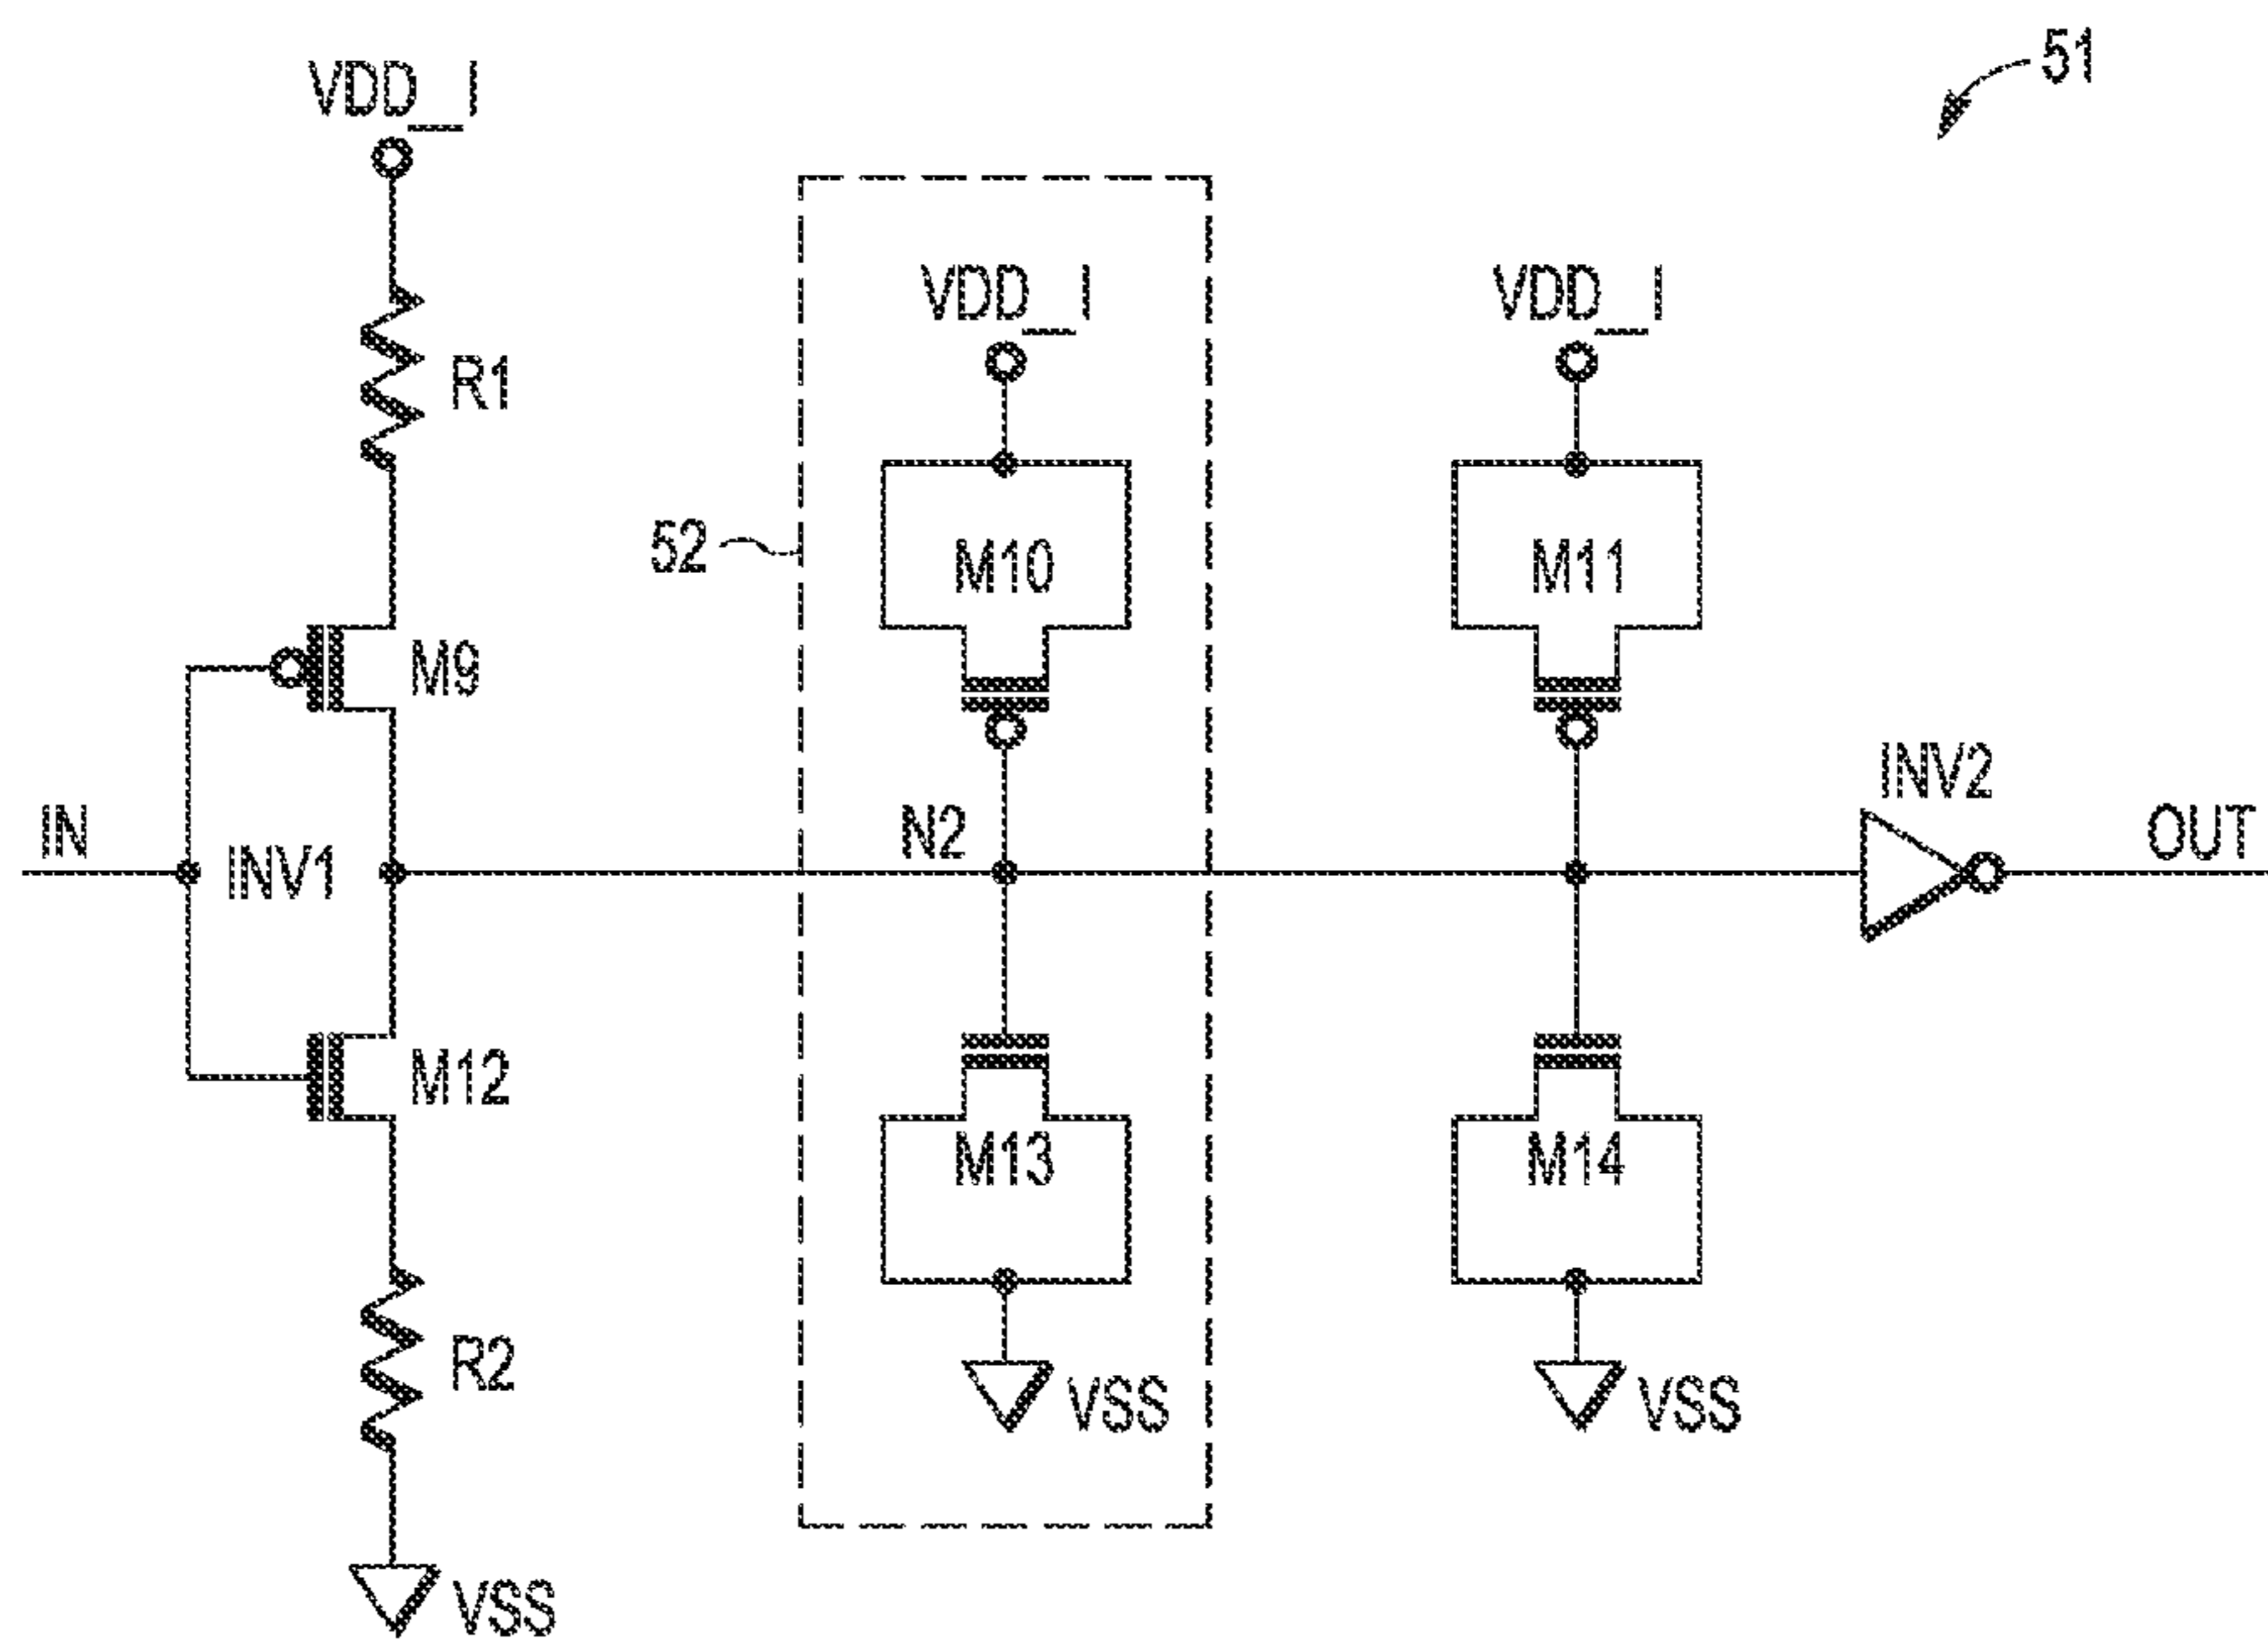 51
VDD_I
VDD_I
VDD_I
R1
52
M10
M11
M9
INV2
IN
INV1
N2
OUT
M12
M13
M14
R2
VSS
VSS
VSS